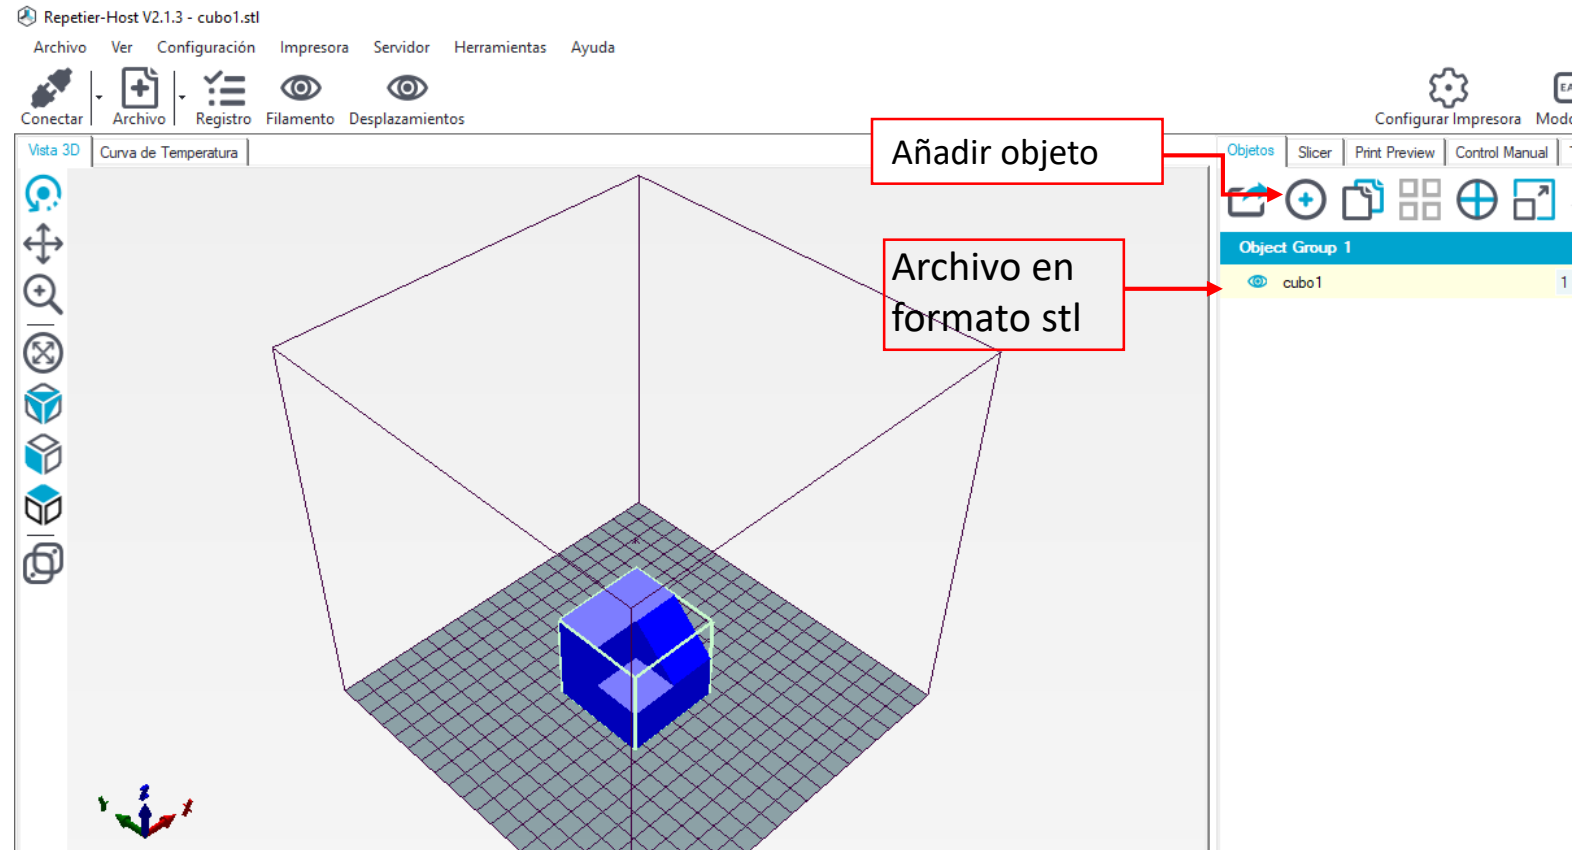 Repetier-Host V2.1.3 - cubo1.stl
Archivo Ver Configuración Impresora Servidor Herramientas Ayuda
Conectar Archivo Registro Filamento Desplazamientos Configurar Impresora
Vista 3D Curva de Temperatura
Objetos Slicer Print Preview Control Manual
Añadir objeto
Object Group 1
cubo1 1
Archivo en
formato stl
Y Z X